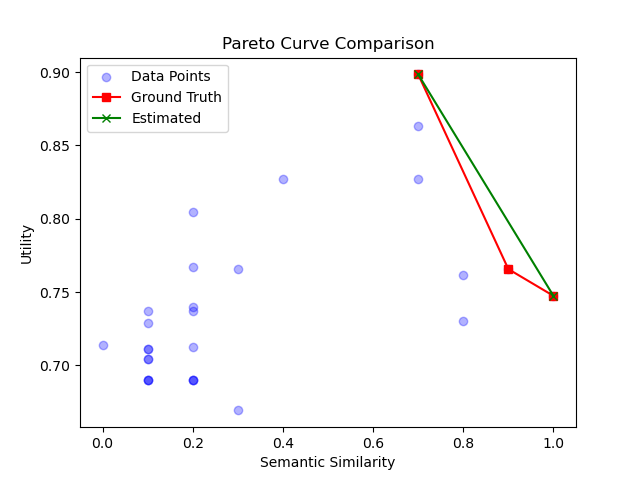 Pareto Curve Comparison
Data Points
Ground Truth
Estimated
0.90
0.85
0.80
0.75
0.70
Utility
0.0 0.2 0.4 0.6 0.8 1.0
Semantic Similarity